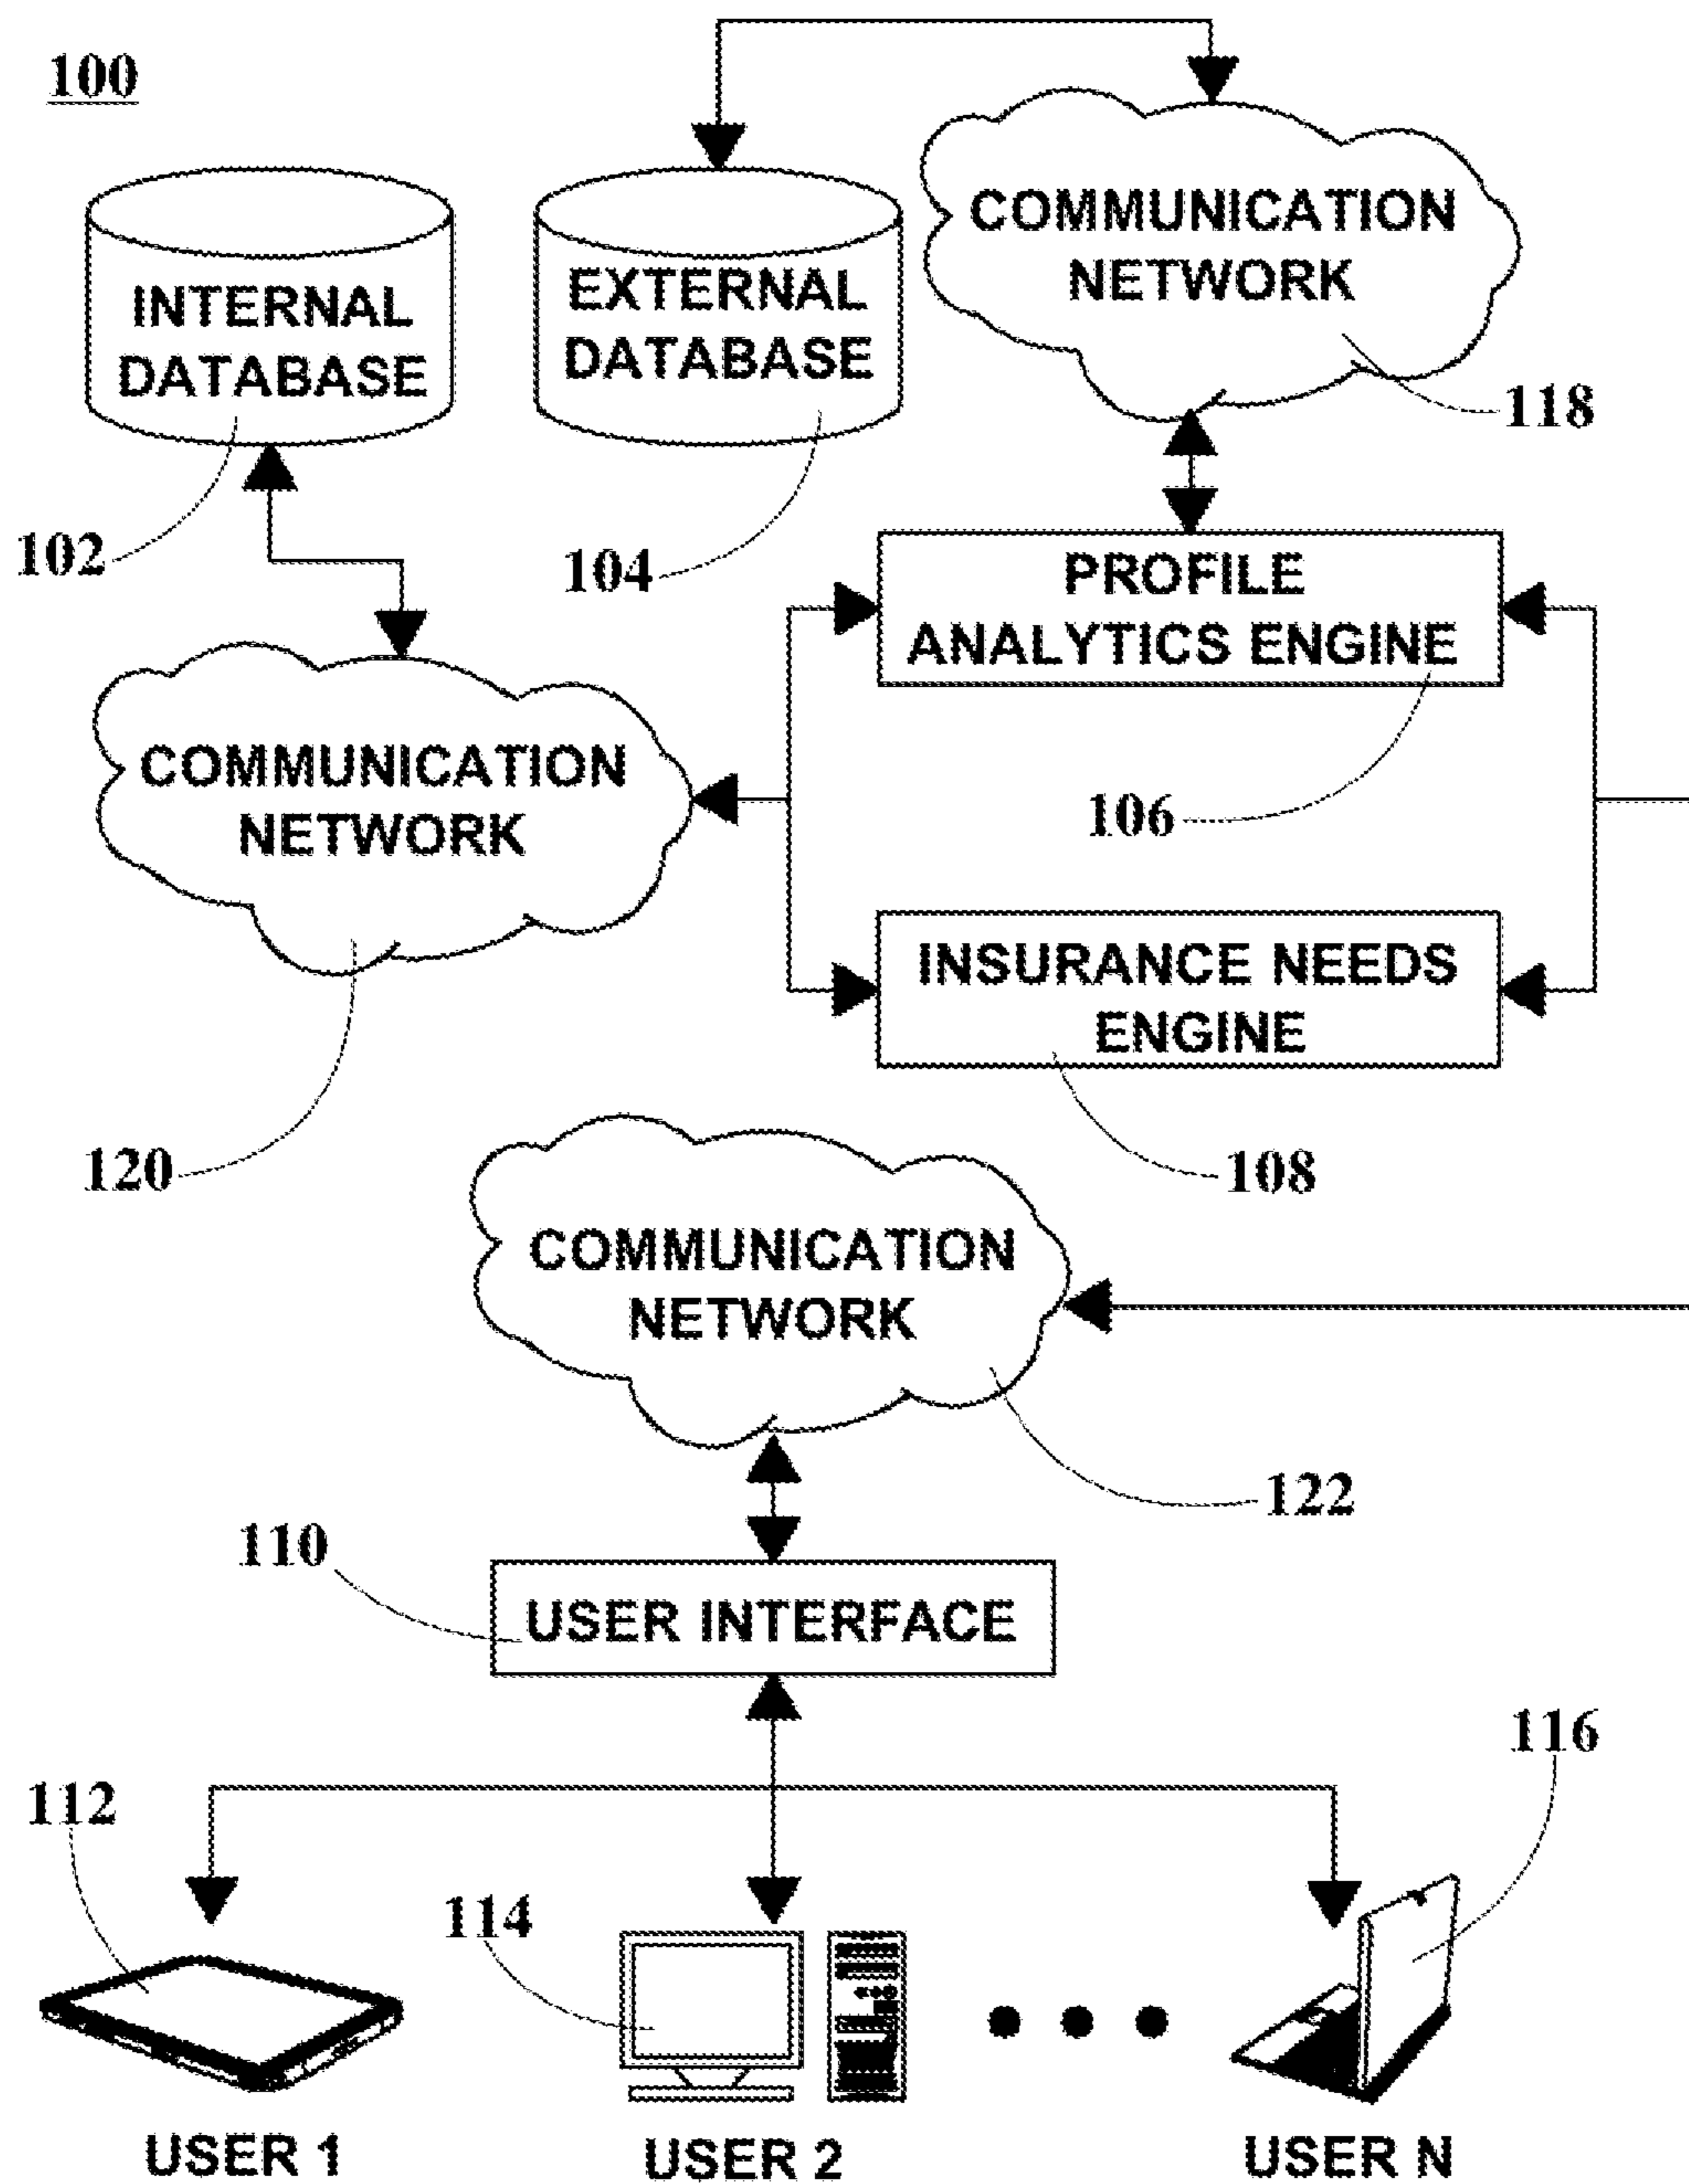 100
INTERNAL
DATABASE
102
EXTERNAL
DATABASE
104
COMMUNICATION
NETWORK
118
PROFILE
ANALYTICS ENGINE
106
COMMUNICATION
NETWORK
120
INSURANCE NEEDS
ENGINE
108
COMMUNICATION
NETWORK
122
110
USER INTERFACE
112
114
116
USER 1
USER 2
USER N